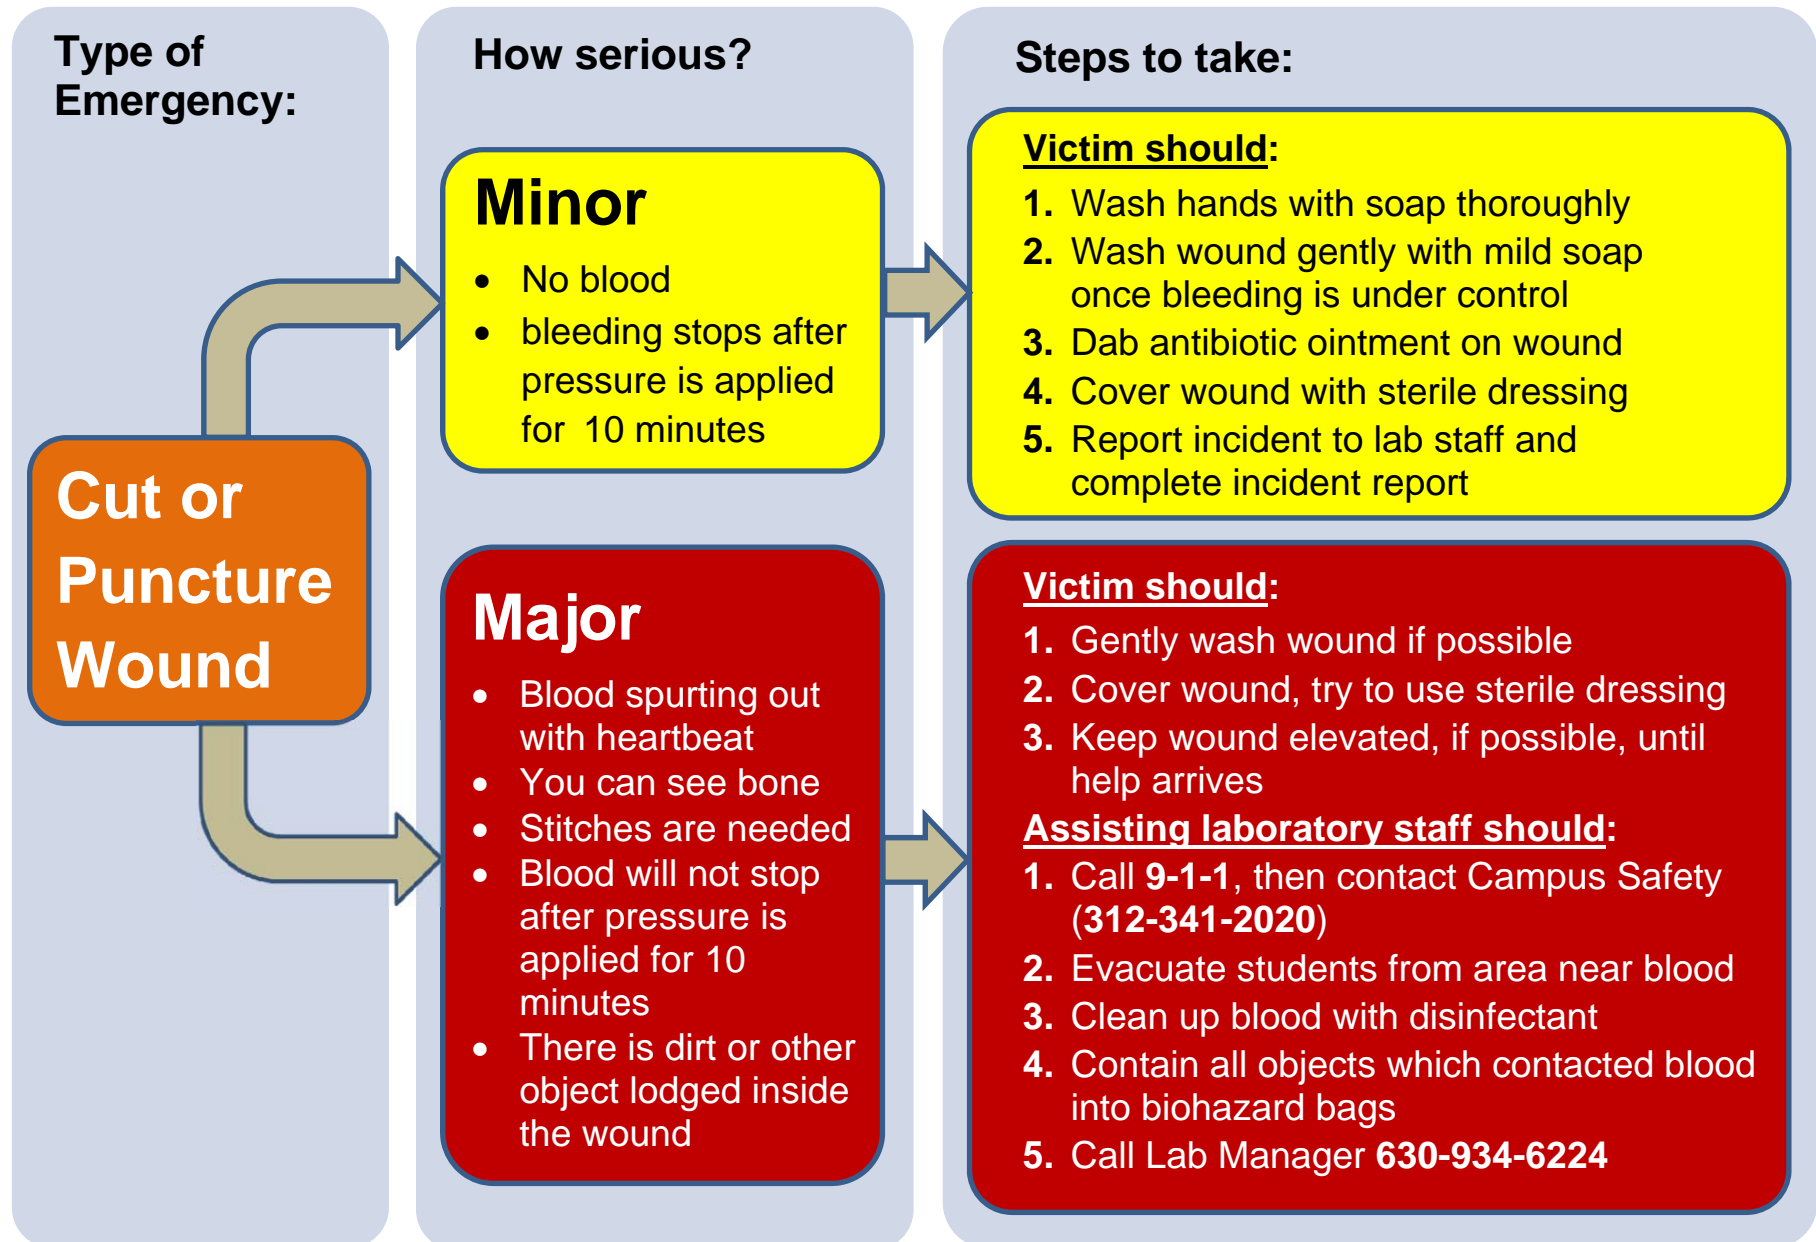 Type of
Emergency:
Cut or
Puncture
Wound
How serious?
Minor
• No blood
• bleeding stops after
pressure is applied
for 10 minutes
Major
• Blood spurting out
with heartbeat
• You can see bone
• Stitches are needed
• Blood will not stop
after pressure is
applied for 10
minutes
• There is dirt or other
object lodged inside
the wound
Steps to take:
Victim should:
1. Wash hands with soap thoroughly
2. Wash wound gently with mild soap
once bleeding is under control
3. Dab antibiotic ointment on wound
4. Cover wound with sterile dressing
5. Report incident to lab staff and
complete incident report
Victim should:
1. Gently wash wound if possible
2. Cover wound, try to use sterile dressing
3. Keep wound elevated, if possible, until
help arrives
Assisting laboratory staff should:
1. Call 9-1-1, then contact Campus Safety
(312-341-2020)
2. Evacuate students from area near blood
3. Clean up blood with disinfectant
4. Contain all objects which contacted blood
into biohazard bags
5. Call Lab Manager 630-934-6224